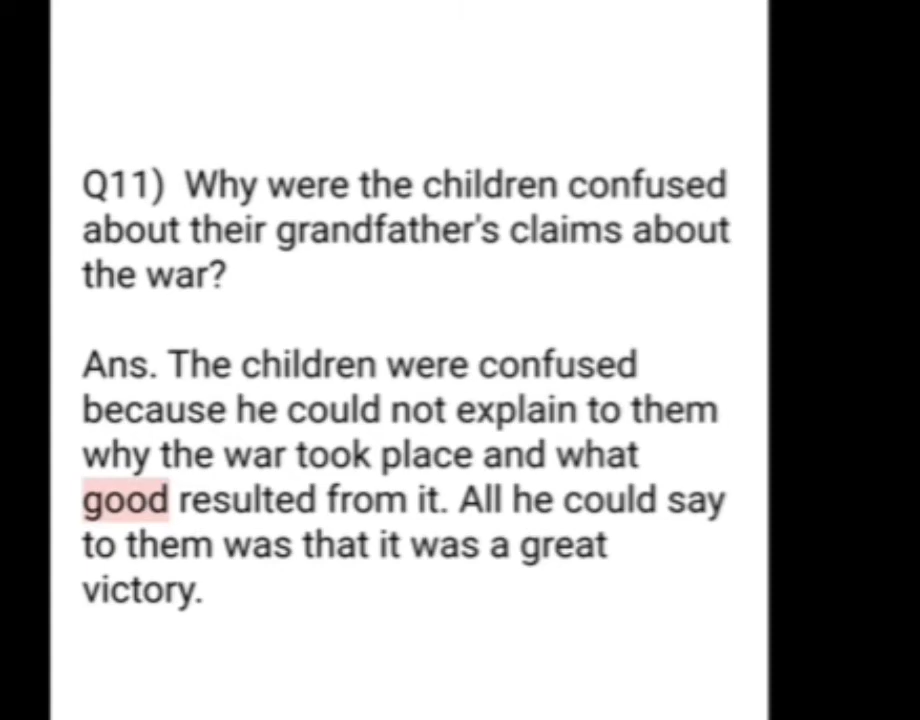 Q11) Why were the children confused
about their grandfather's claims about
the war?
Ans. The children were confused
because he could not explain to them
why the war took place and what
good resulted from it. All he could say
to them was that it was a great
victory.